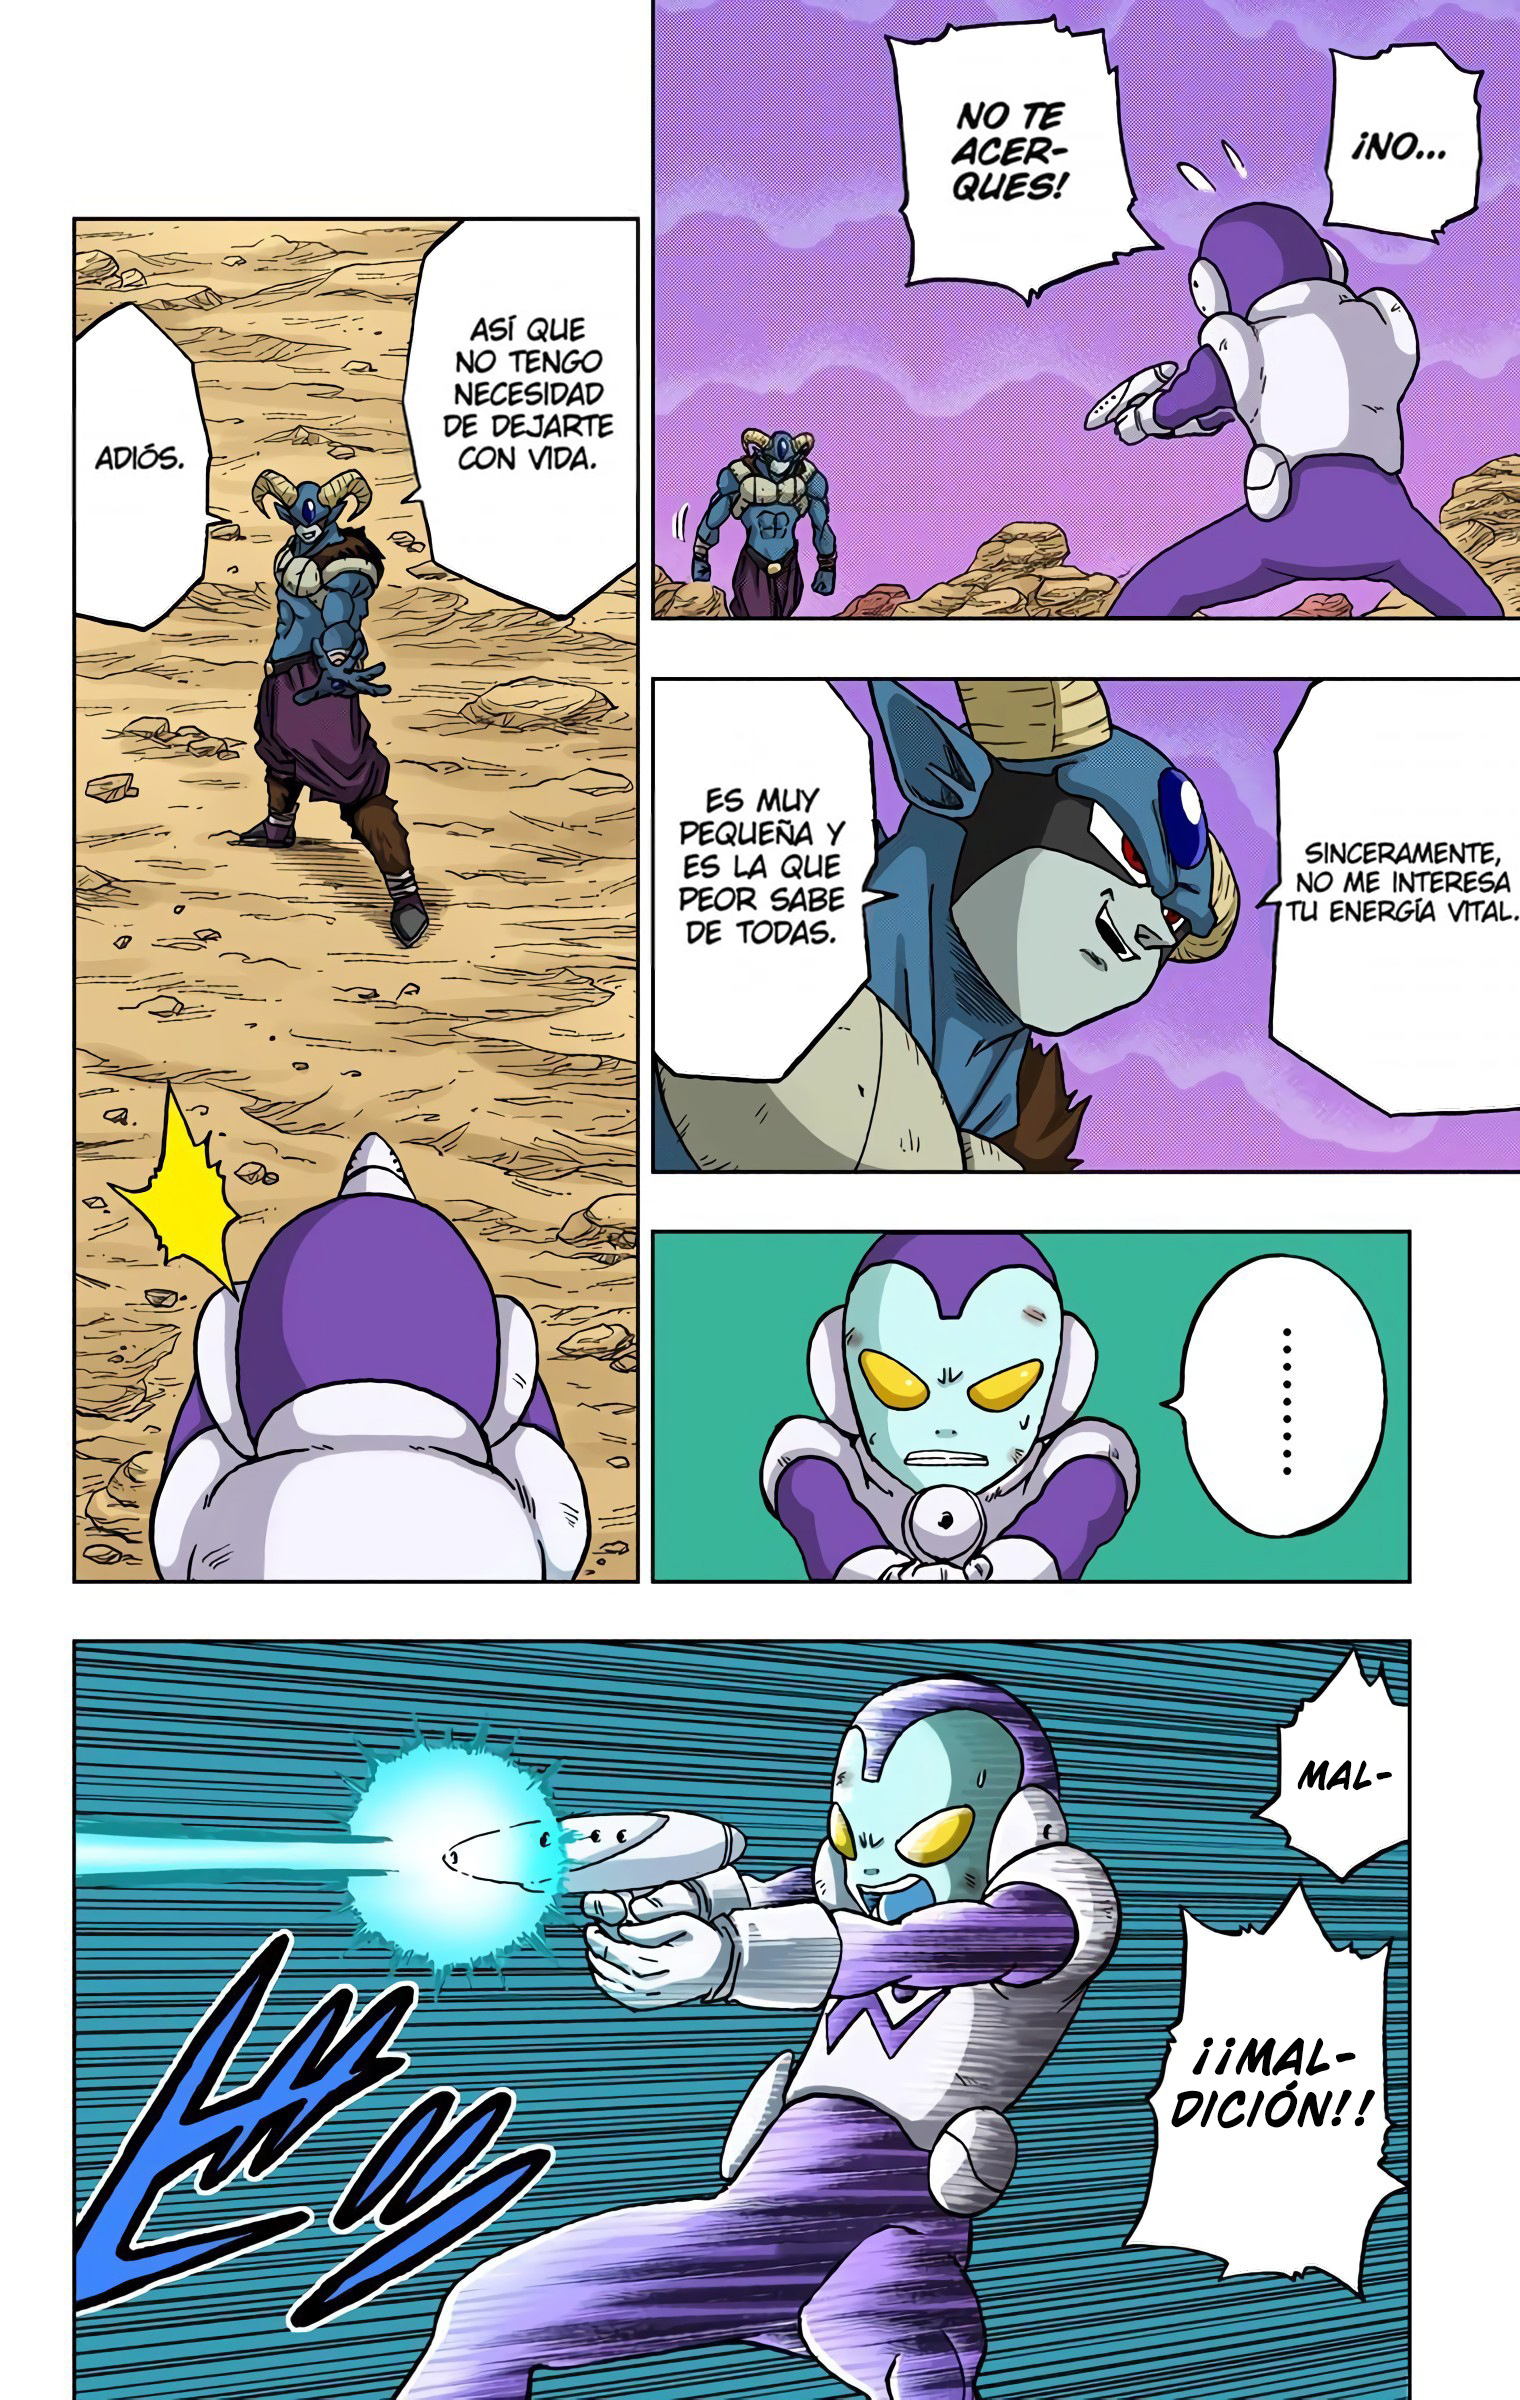 ¡NO...
NO TE
ACER-
QUES!
SINCERAMENTE,
NO ME INTERESA
TU ENERGÍA VITAL.
ES MUY
PEQUEÑA Y
ES LA QUE
PEOR SABE
DE TODAS.
.........
ASÍ QUE
NO TENGO
NECESIDAD
DE DEJARTE
CON VIDA.
ADIÓS.
MAL-
¡¡MAL-
DICIÓN!!